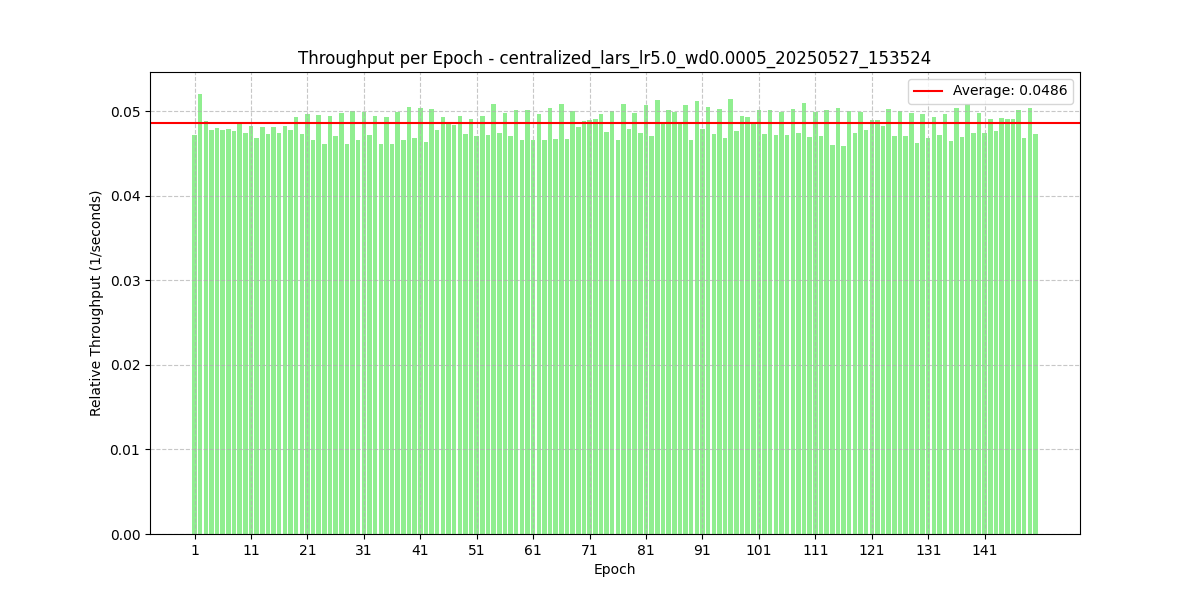 Throughput per Epoch - centralized_lars_lr5.0_wd0.0005_20250527_153524
Average: 0.0486
Relative Throughput (1/seconds)
0.05
0.04
0.03
0.02
0.01
0.00
1 11 21 31 41 51 61 71 81 91 101 111 121 131 141
Epoch